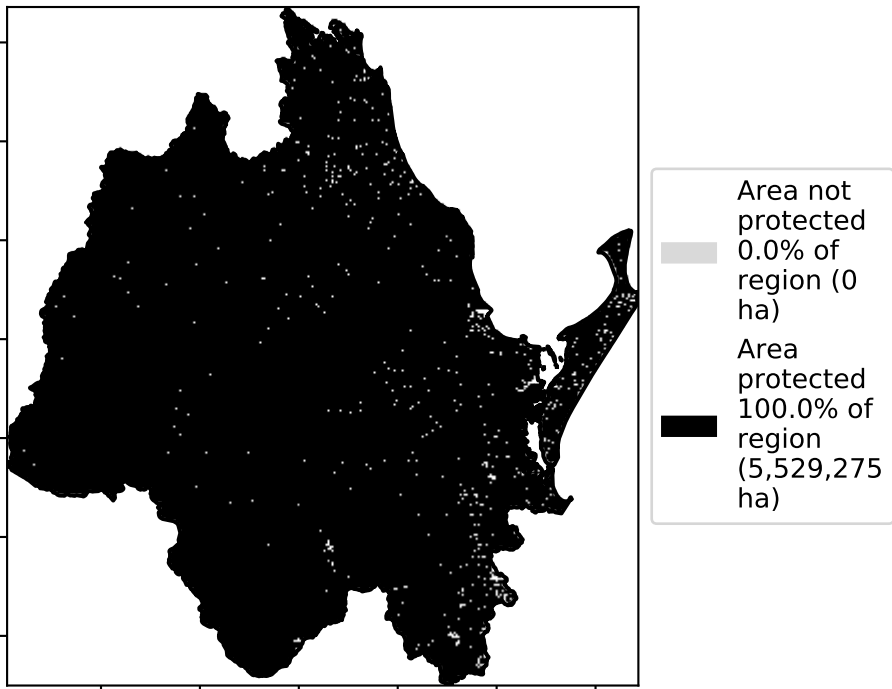 Area not
protected
0.0% of
region (0
ha)
Area
protected
100.0% of
region
(5,529,275
ha)